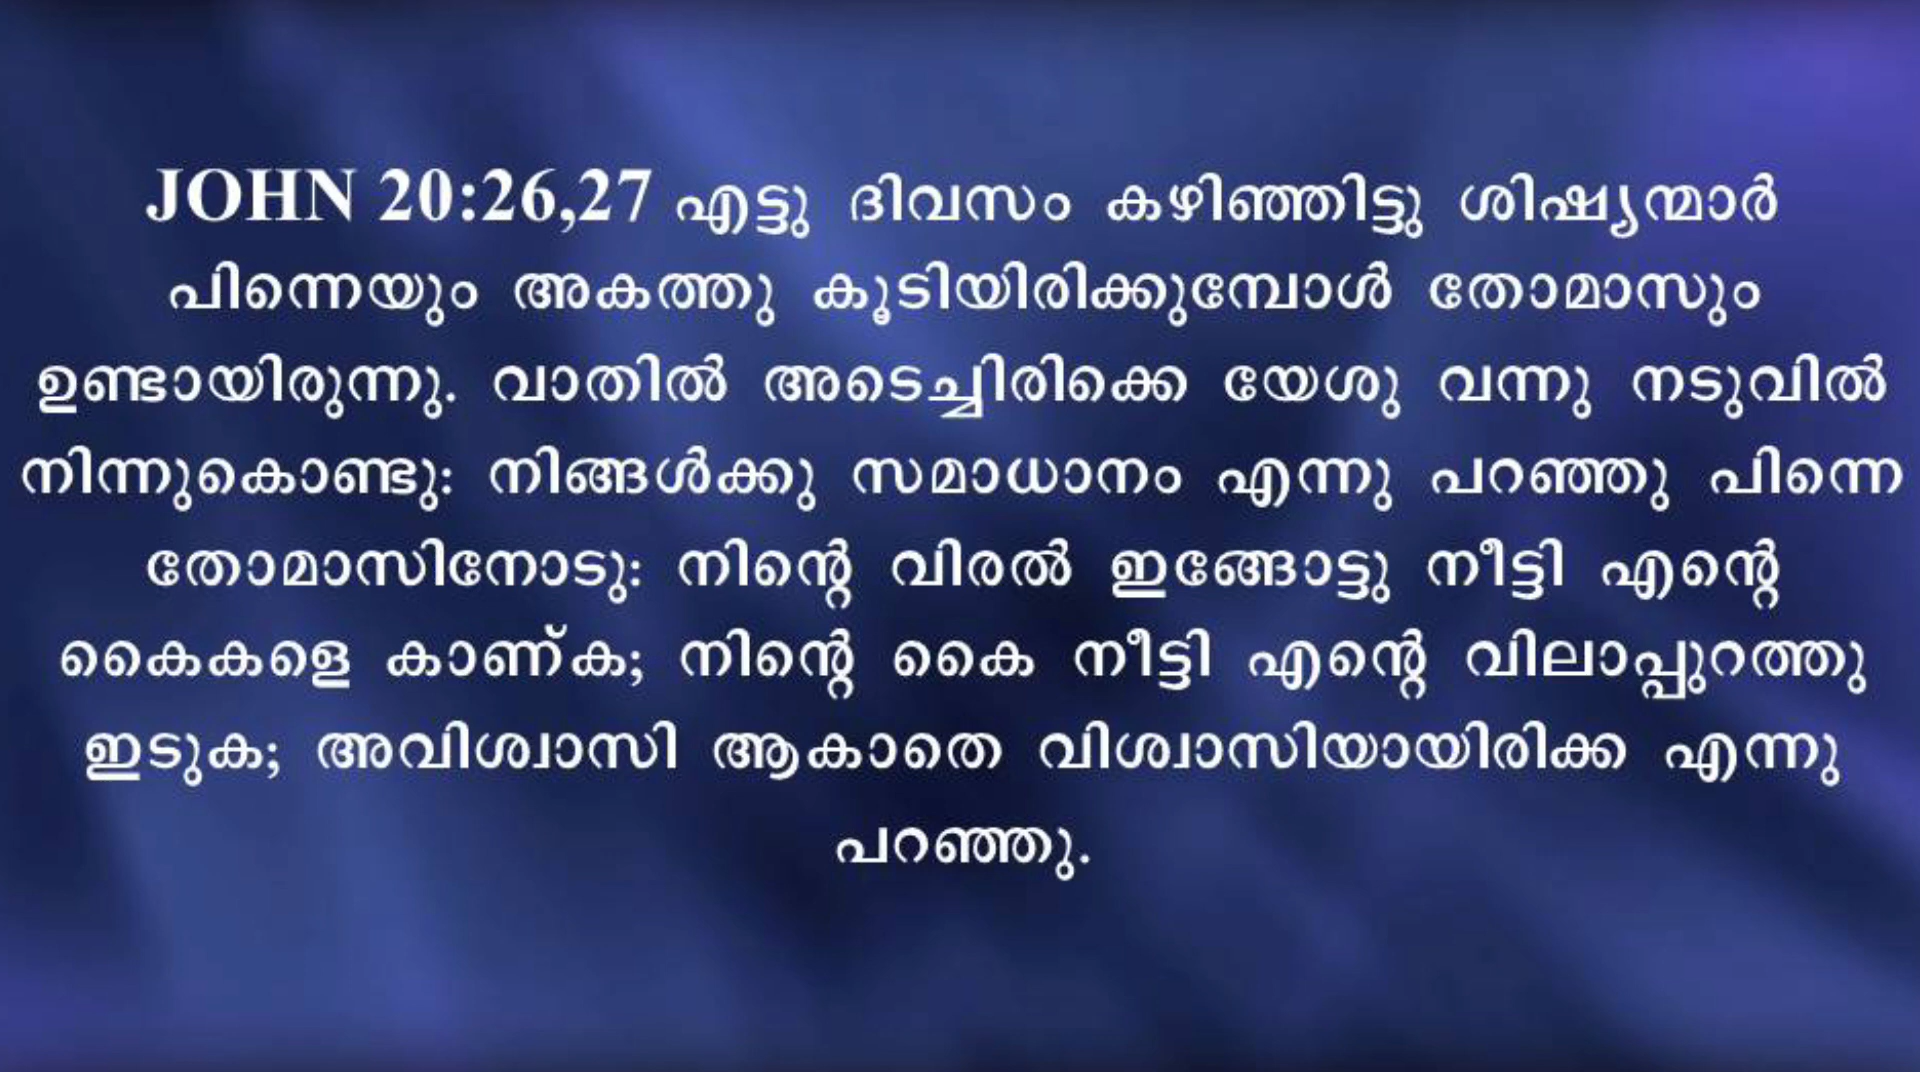 JOHN 20:26,27 എട്ടു ദിവസം കഴിഞ്ഞിട്ടു ശിഷ്യന്മാർ
പിന്നെയും അകത്തു കൂടിയിരിക്കുമ്പോൾ തോമാസും
ഉണ്ടായിരുന്നു. വാതിൽ അടെച്ചിരിക്കെ യേശു വന്നു നടുവിൽ
നിന്നുകൊണ്ടു: നിങ്ങൾക്കു സമാധാനം എന്നു പറഞ്ഞു പിന്നെ
തോമാസിനോടു: നിന്റെ വിരൽ ഇങ്ങോട്ടു നീട്ടി എന്റെ
കൈകളെ കാണ്ക; നിന്റെ കൈ നീട്ടി എന്റെ വിലാപ്പുറത്തു
ഇടുക; അവിശ്വാസി ആകാതെ വിശ്വാസിയായിരിക്ക എന്നു
പറഞ്ഞു.